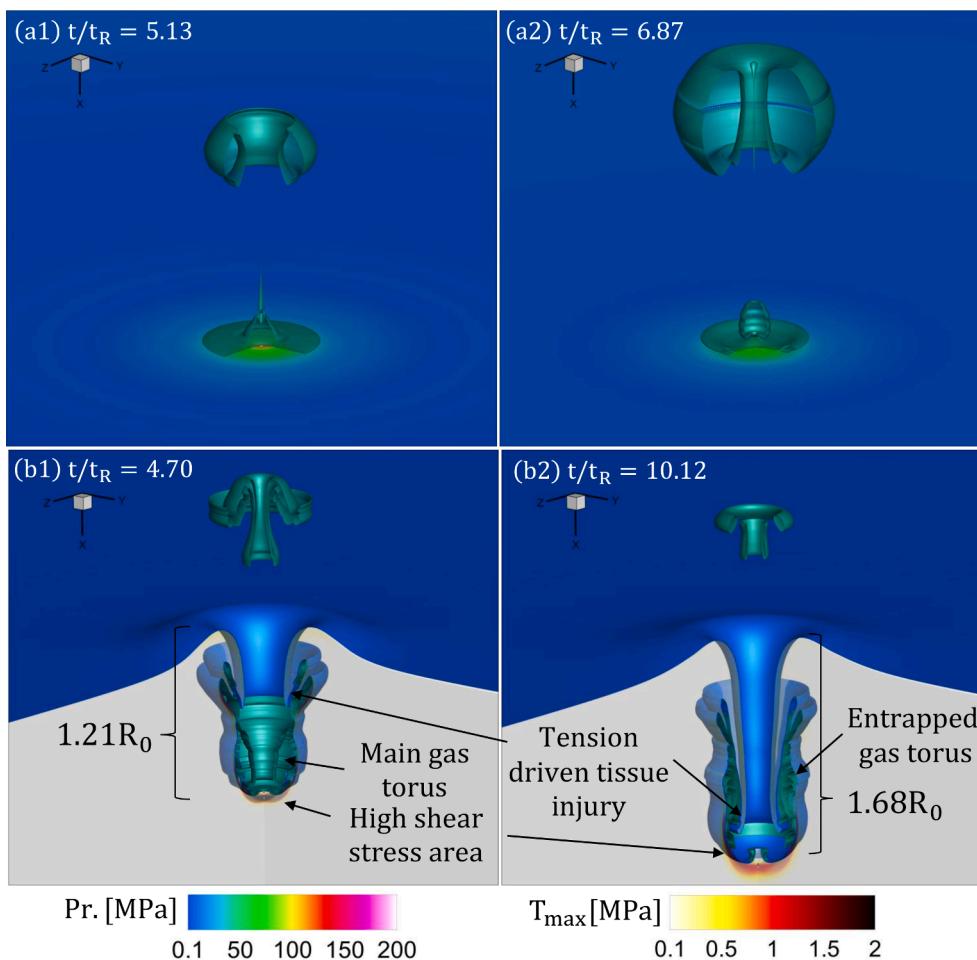 (a1) t/t_R = 5.13
Z Y
X
(a2) t/t_R = 6.87
Z Y
X
(b1) t/t_R = 4.70
Z Y
X
1.21R₀
(b2) t/t_R = 10.12
Z Y
X
Main gas
torus
High shear
stress area
Tension
driven tissue
injury
Entrapped
gas torus
1.68R₀
Pr. [MPa]
0.1 50 100 150 200
T_max [MPa]
0.1 0.5 1 1.5 2